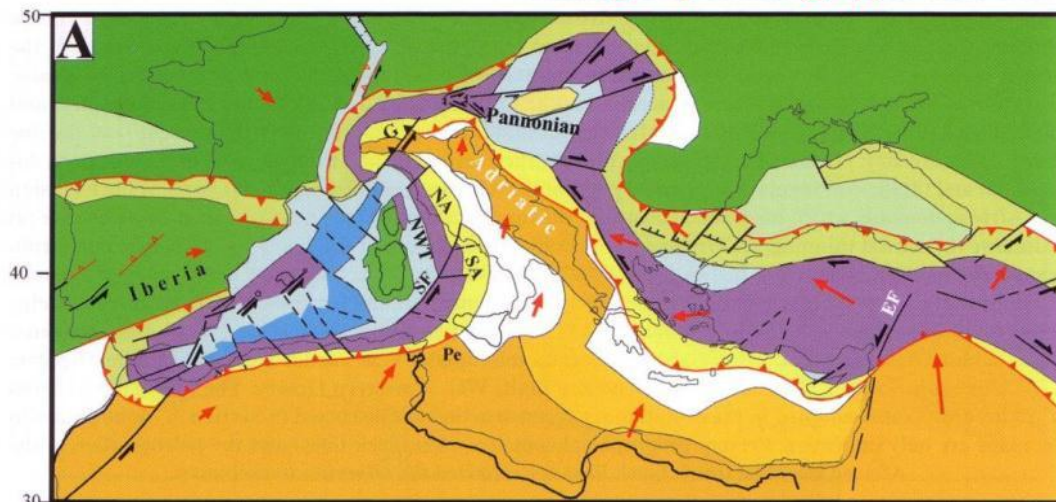 50
A
Pannonian
G
Adriatic
NA
NWT
SA
40
Iberia
SF
EF
Pe
30